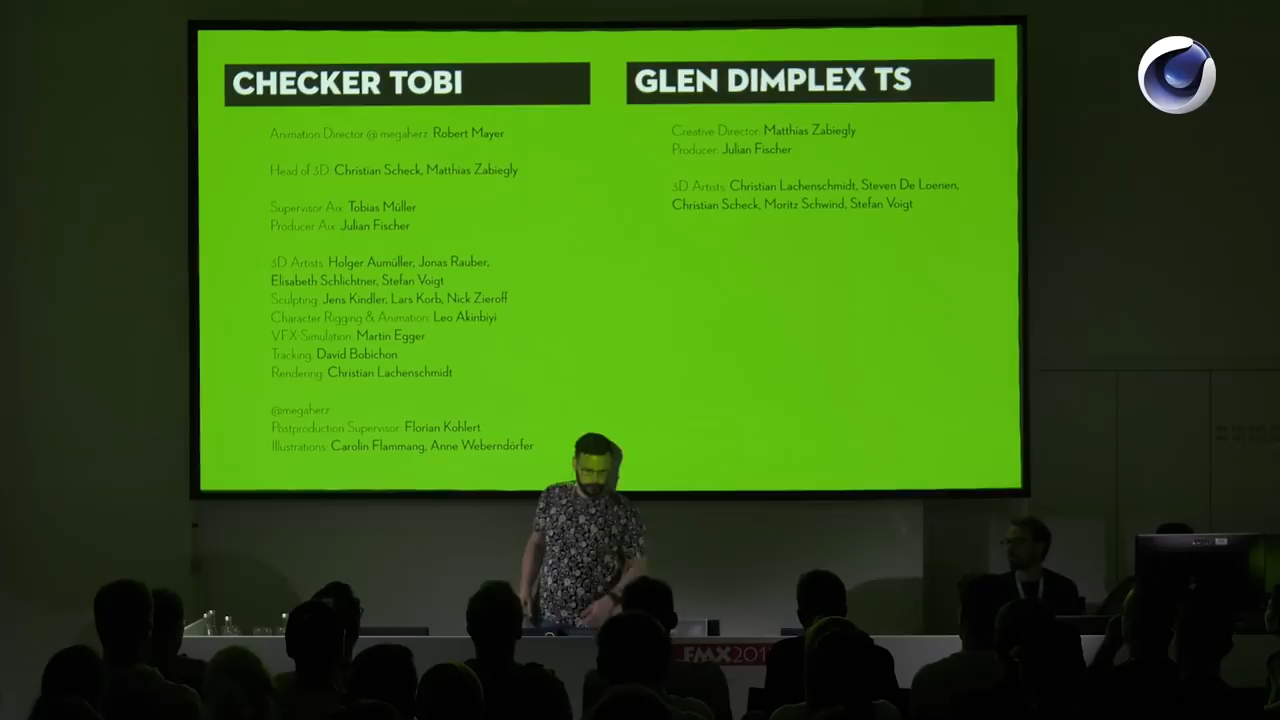 CHECKER TOBI
Animation Director @ megaherz: Robert Mayer
Head of 3D: Christian Scheck, Matthias Zabiegly
Supervisor Aix: Tobias Müller
Producer Aix: Julian Fischer
3D Artists: Holger Aumüller, Jonas Rauber,
Elisabeth Schlichtner, Stefan Voigt
Sculpting: Jens Kindler, Lars Korb, Nick Zieroff
Character Rigging & Animation: Leo Akinbiyi
VFX-Simulation: Martin Egger
Tracking: David Bobichon
Rendering: Christian Lachenschmidt
@megaherz
Postproduction Supervisor: Florian Kohlert
Illustrations: Carolin Flammang, Anne Weberndörfer
GLEN DIMPLEX TS
Creative Director: Matthias Zabiegly
Producer: Julian Fischer
3D Artists: Christian Lachenschmidt, Steven De Loenen,
Christian Scheck, Moritz Schwind, Stefan Voigt
FMX201